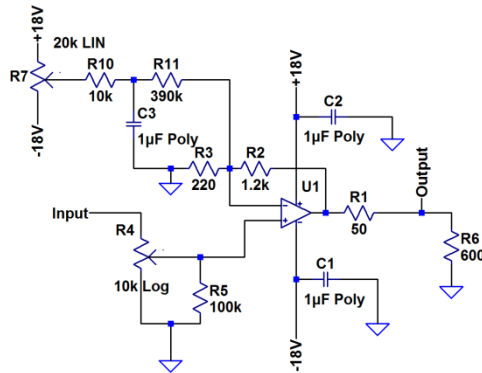 +18V
20k LIN
R7
-18V
R10
10k
R11
390k
C3
1µF Poly
R3
220
R2
1.2k
+18V
C2
1µF Poly
U1
Output
R1
50
R6
600
Input
R4
10k Log
R5
100k
C1
1µF Poly
-18V